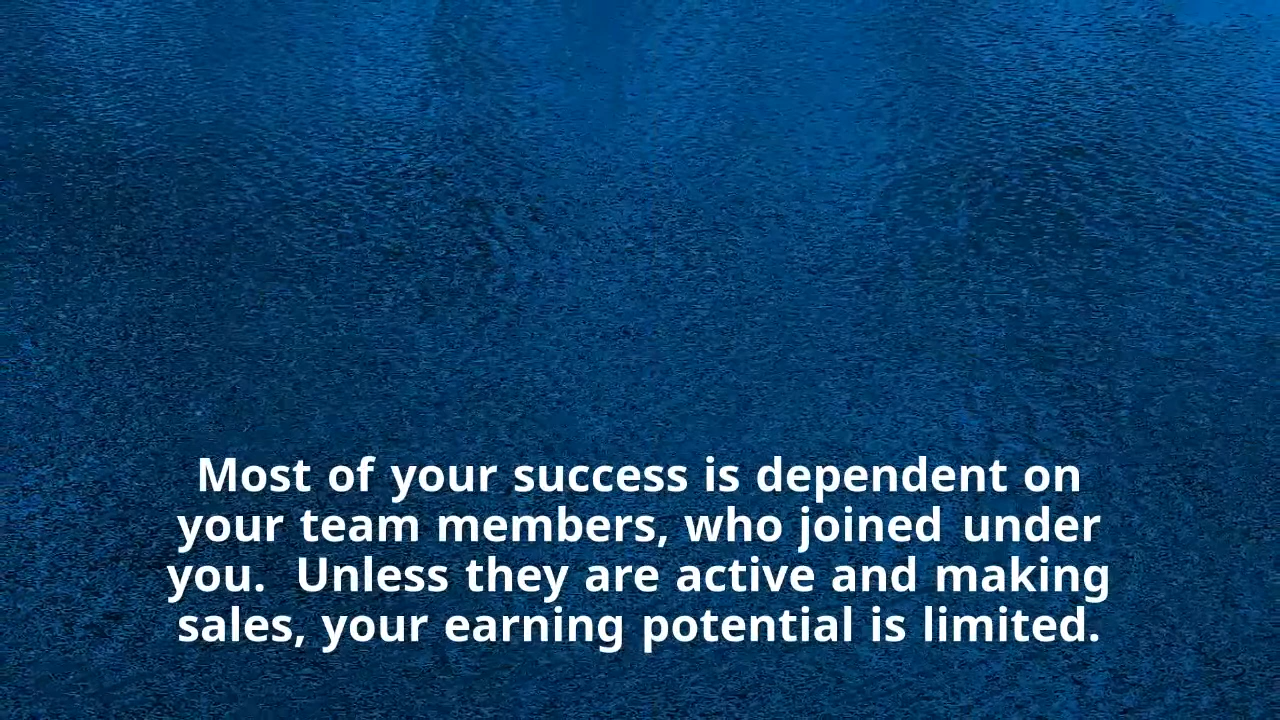 Most of your success is dependent on
your team members, who joined under
you.  Unless they are active and making
sales, your earning potential is limited.